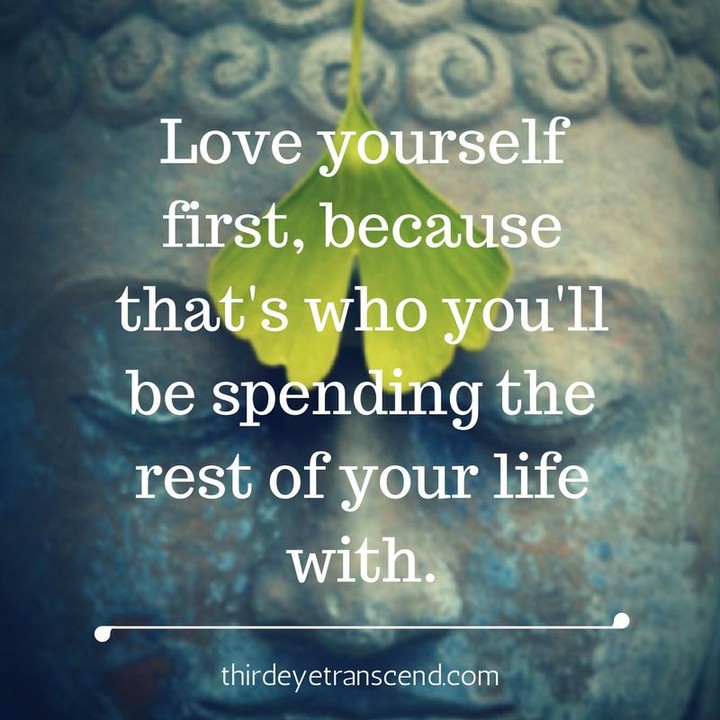 Love yourself
first, because
that's who you'll
be spending the
rest of your life
with.
thirdeyetranscend.com